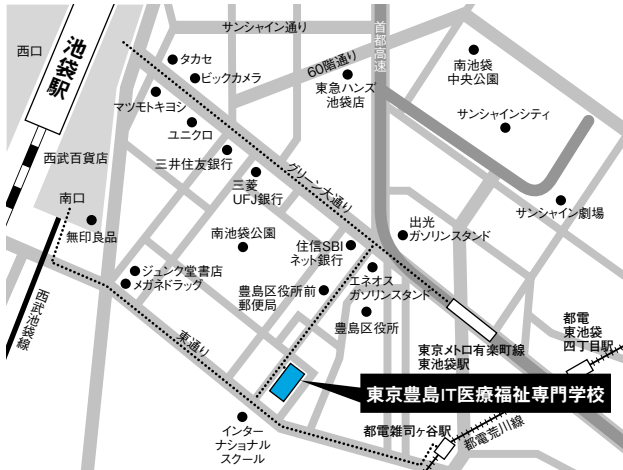 サンシャイン通り
西口
池袋駅
タカセ
ビックカメラ
60階通り
首都高速
東急ハンズ
池袋店
南池袋
中央公園
マツモトキヨシ
ユニクロ
サンシャインシティ
西武百貨店
三井住友銀行
三菱
UFJ銀行
グリーン大通り
南口
無印良品
サンシャイン劇場
南池袋公園
住信SBI
ネット銀行
出光
ガソリンスタンド
ジュンク堂書店
メガネドラッグ
エネオス
ガソリンスタンド
豊島区役所前
郵便局
豊島区役所
西武池袋線
東通り
東京メトロ有楽町線
東池袋駅
都電
東池袋
四丁目駅
東京豊島IT医療福祉専門学校
インター
ナショナル
スクール
都電雑司ヶ谷駅
都電荒川線